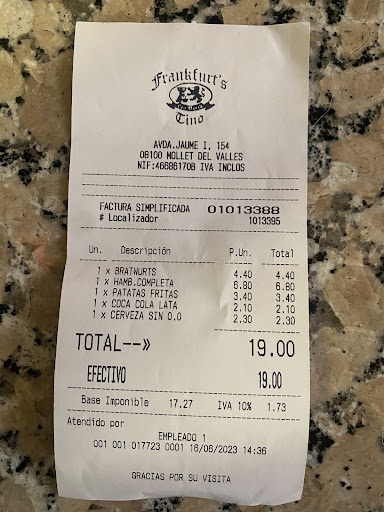 Frankfurt's
Tino
AVDA.JAUME I, 154
08100 MOLLET DEL VALLES
NIF:46686170B IVA INCLOS
FACTURA SIMPLIFICADA 01013388
# Localizador 1013395
Un. Descripción P.Un. Total
1 x BRATWURTS 4.40 4.40
1 x HAMB.COMPLETA 6.80 6.80
1 x PATATAS FRITAS 3.40 3.40
1 x COCA COLA LATA 2.10 2.10
1 x CERVEZA SIN 0.0 2.30 2.30
TOTAL--» 19.00
EFECTIVO 19.00
Base Imponible 17.27 IVA 10% 1.73
Atendido por
EMPLEADO 1
001 001 017723 0001 16/06/2023 14:36
GRACIAS POR SU VISITA